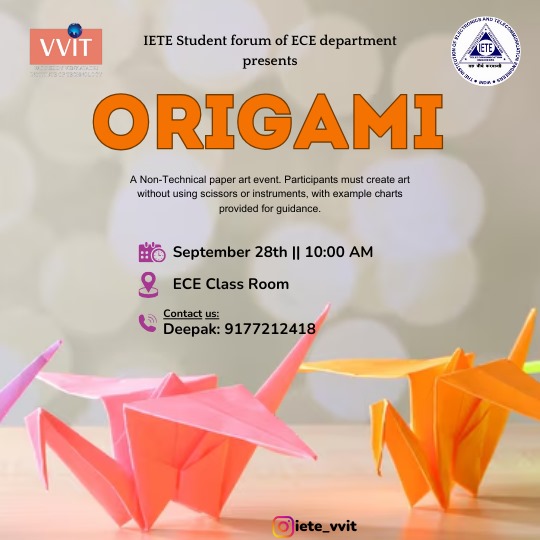 VVIT
IETE Student forum of ECE department
presents
IETE
ORIGAMI
A Non-Technical paper art event. Participants must create art
without using scissors or instruments, with example charts
provided for guidance.
September 28th || 10:00 AM
ECE Class Room
Contact us:
Deepak: 9177212418
iete_vvit